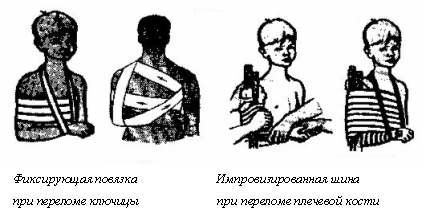 Фиксирующая повязка
при переломе ключицы
Импровизированная шина
при переломе плечевой кости